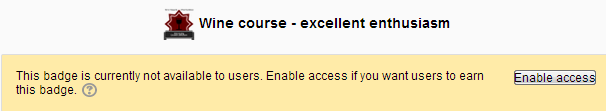 Wine course - excellent enthusiasm
This badge is currently not available to users. Enable access if you want users to earn
this badge.
Enable access